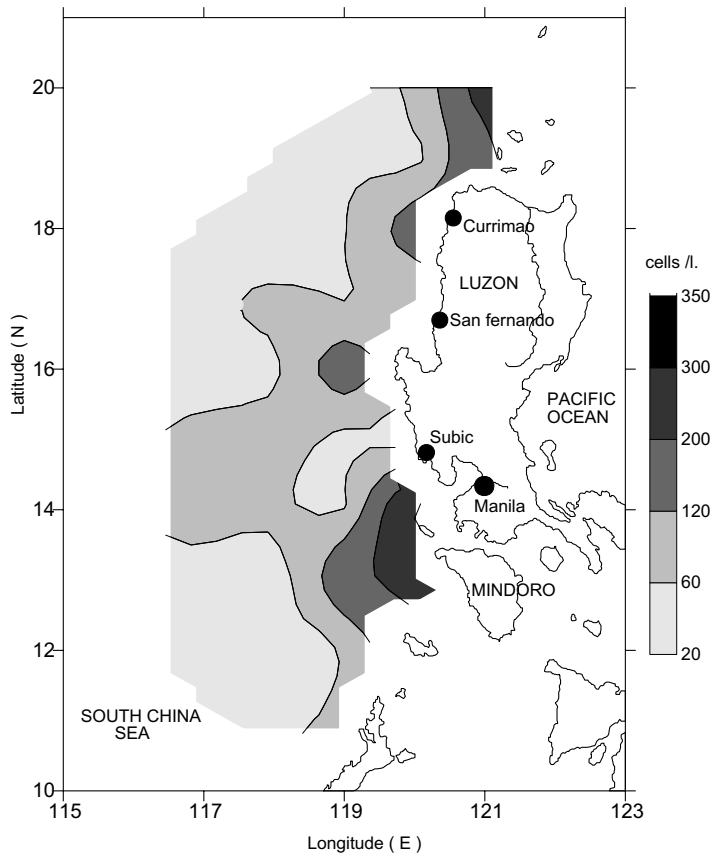 20
18
16
14
12
10
Latitude ( N )
115
117
119
121
123
Longitude ( E )
Currimao
LUZON
San fernando
PACIFIC
OCEAN
Subic
Manila
MINDORO
SOUTH CHINA
SEA
cells /l.
350
300
200
120
60
20